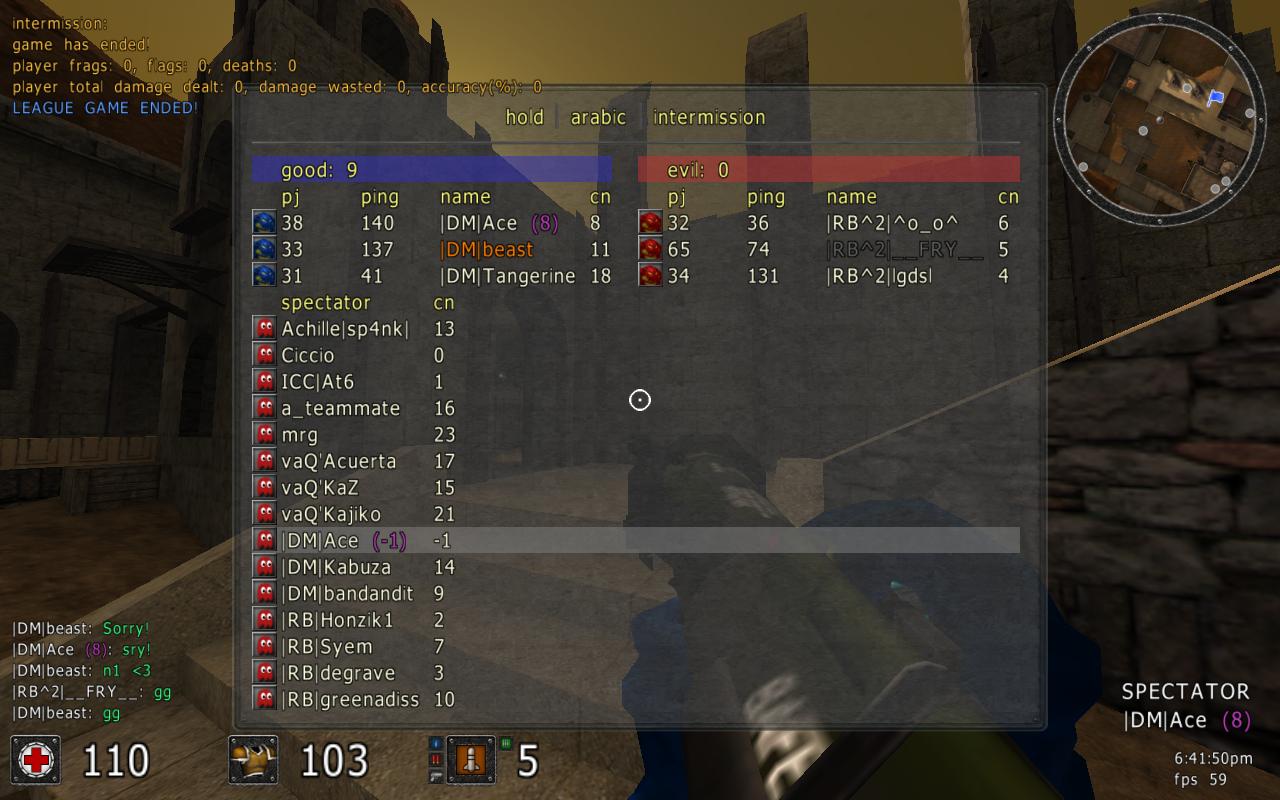 intermission:
game has ended!
player frags: 0, flags: 0, deaths: 0
player total damage dealt: 0, damage wasted: 0, accuracy(%): 0
LEAGUE GAME ENDED!
hold arabic intermission
good: 9 evil: 0
pj ping name cn pj ping name cn
38 140 |DM|Ace (8) 8 32 36 |RB^2|^o_o^ 6
33 137 |DM|beast 11 65 74 |RB^2|__FRY__ 5
31 41 |DM|Tangerine 18 34 131 |RB^2|lgdsl 4
spectator cn
Achille|sp4nk| 13
Ciccio 0
ICC|At6 1
a_teammate 16
mrg 23
vaQ'Acuerta 17
vaQ'KaZ 15
vaQ'Kajiko 21
|DM|Ace (-1) -1
|DM|Kabuza 14
|DM|bandandit 9
|RB|Honzik1 2
|RB|Syem 7
|RB|degrave 3
|RB|greenadiss 10
|DM|beast: Sorry!
|DM|Ace (8): sry!
|DM|beast: n1 <3
|RB^2|__FRY__: gg
|DM|beast: gg
SPECTATOR
|DM|Ace (8)
110 103 5
6:41:50pm
fps 59